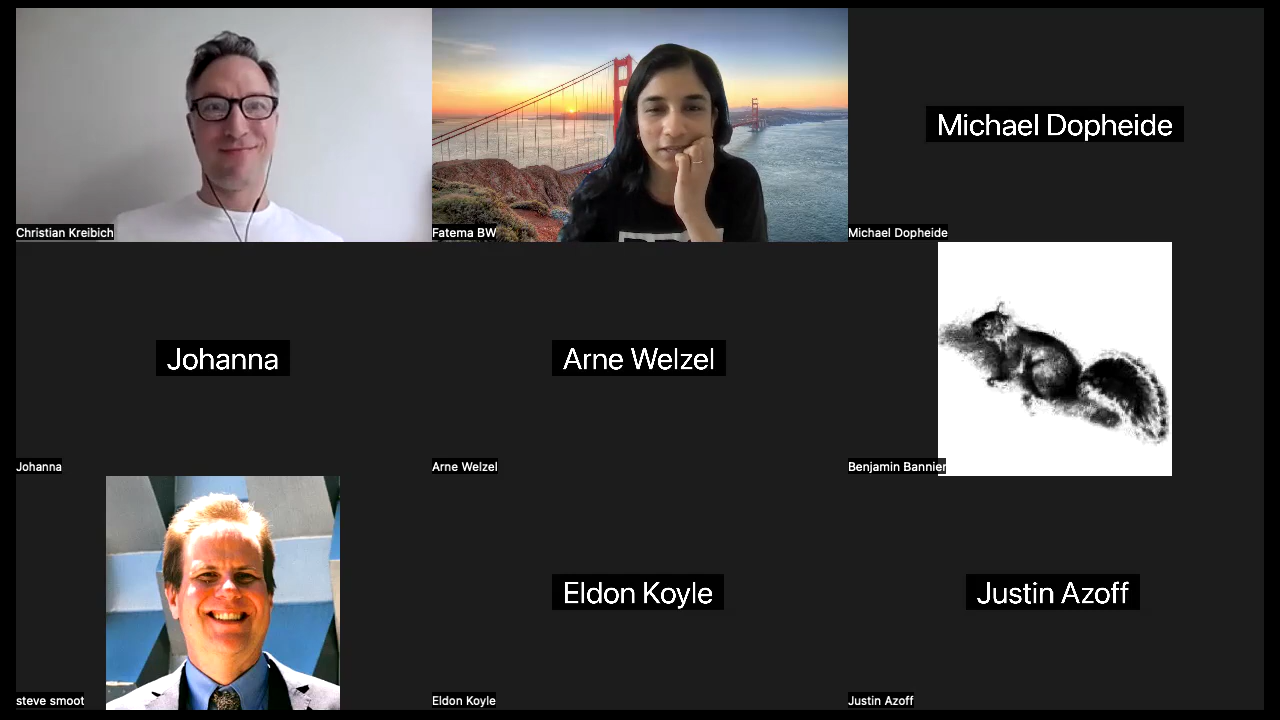 Christian Kreibich
Fatema BW
Michael Dopheide
Michael Dopheide
Johanna
Johanna
Arne Welzel
Arne Welzel
Benjamin Bannier
steve smoot
Eldon Koyle
Eldon Koyle
Justin Azoff
Justin Azoff